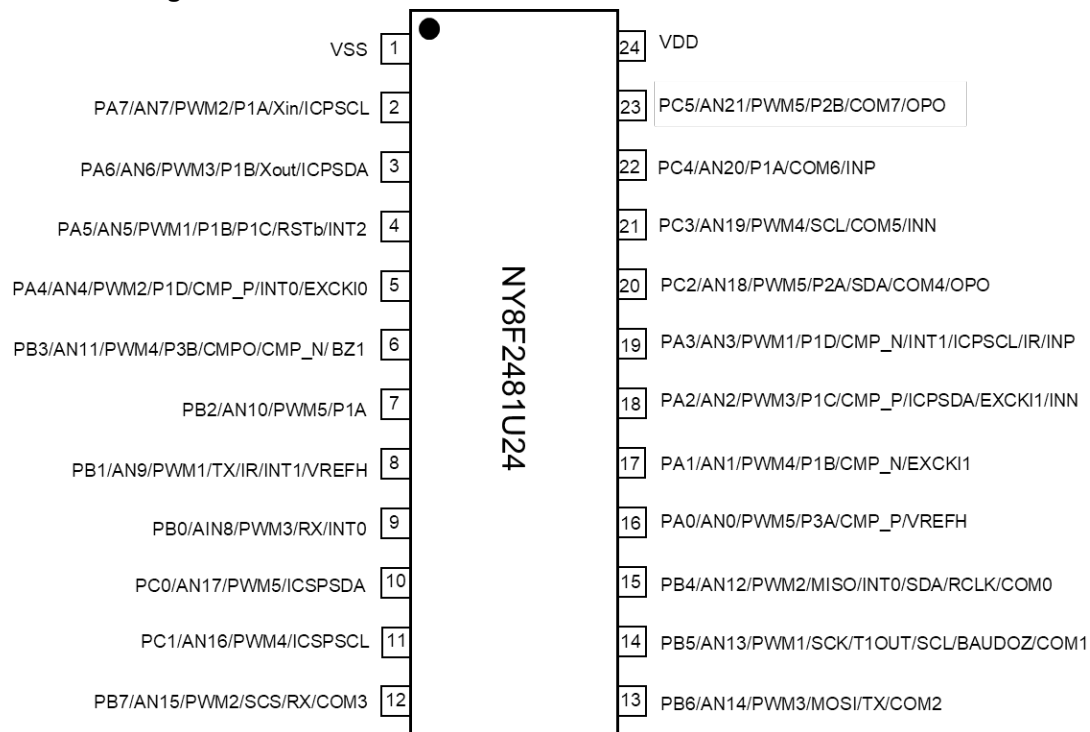 VSS 1
24 VDD
PA7/AN7/PWM2/P1A/Xin/ICPSCL 2
23 PC5/AN21/PWM5/P2B/COM7/OPO
PA6/AN6/PWM3/P1B/Xout/ICPSDA 3
22 PC4/AN20/P1A/COM6/INP
PA5/AN5/PWM1/P1B/P1C/RSTb/INT2 4
21 PC3/AN19/PWM4/SCL/COM5/INN
PA4/AN4/PWM2/P1D/CMP_P/INT0/EXCKI0 5
20 PC2/AN18/PWM5/P2A/SDA/COM4/OPO
PB3/AN11/PWM4/P3B/CMPO/CMP_N/BZ1 6
19 PA3/AN3/PWM1/P1D/CMP_N/INT1/ICPSCL/IR/INP
PB2/AN10/PWM5/P1A 7
18 PA2/AN2/PWM3/P1C/CMP_P/ICPSDA/EXCKI1/INN
PB1/AN9/PWM1/TX/IR/INT1/VREFH 8
17 PA1/AN1/PWM4/P1B/CMP_N/EXCKI1
PB0/AIN8/PWM3/RX/INT0 9
16 PA0/AN0/PWM5/P3A/CMP_P/VREFH
PC0/AN17/PWM5/ICSPSDA 10
15 PB4/AN12/PWM2/MISO/INT0/SDA/RCLK/COM0
PC1/AN16/PWM4/ICSPSCL 11
14 PB5/AN13/PWM1/SCK/T1OUT/SCL/BAUDOZ/COM1
PB7/AN15/PWM2/SCS/RX/COM3 12
13 PB6/AN14/PWM3/MOSI/TX/COM2
NY8F2481U24